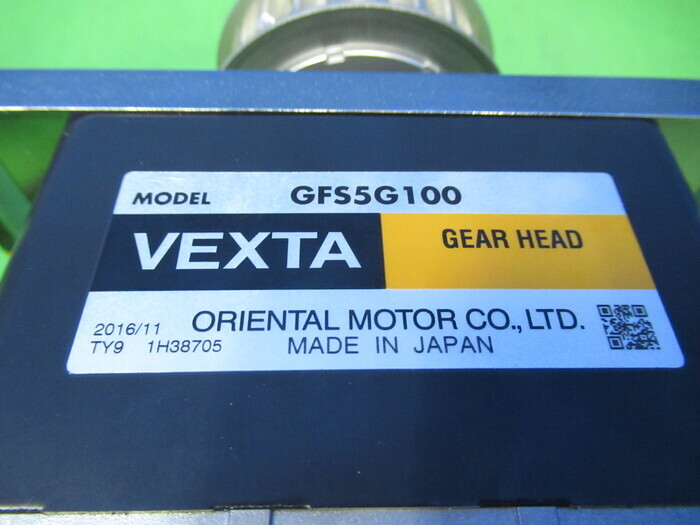 MODEL GFS5G100
VEXTA GEAR HEAD
2016/11 ORIENTAL MOTOR CO., LTD.
TY9 1H38705 MADE IN JAPAN